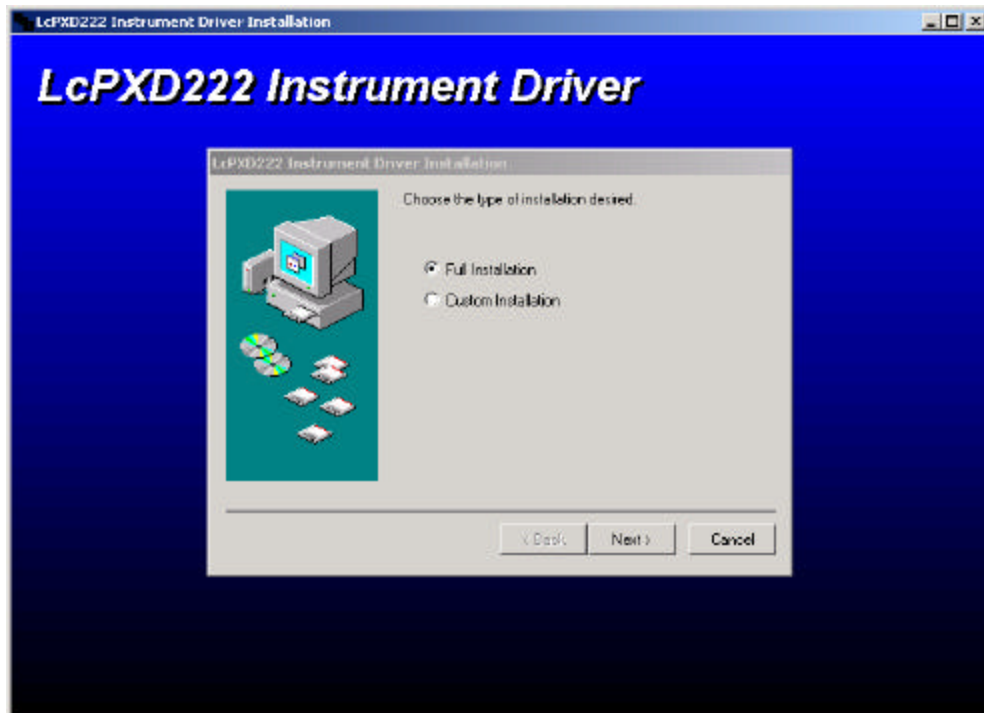 LcPXD222 Instrument Driver Installation
LcPXD222 Instrument Driver
LcPXD222 Instrument Driver Installation
Choose the type of installation desired.
Full Installation
Custom Installation
< Back
Next >
Cancel